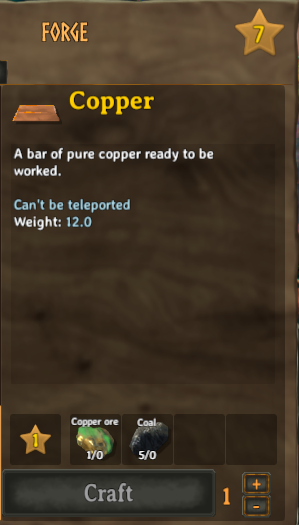 FORGE
7
Copper
A bar of pure copper ready to be
worked.
Can't be teleported
Weight: 12.0
1
Copper ore
1/0
Coal
5/0
Craft
1
+
-